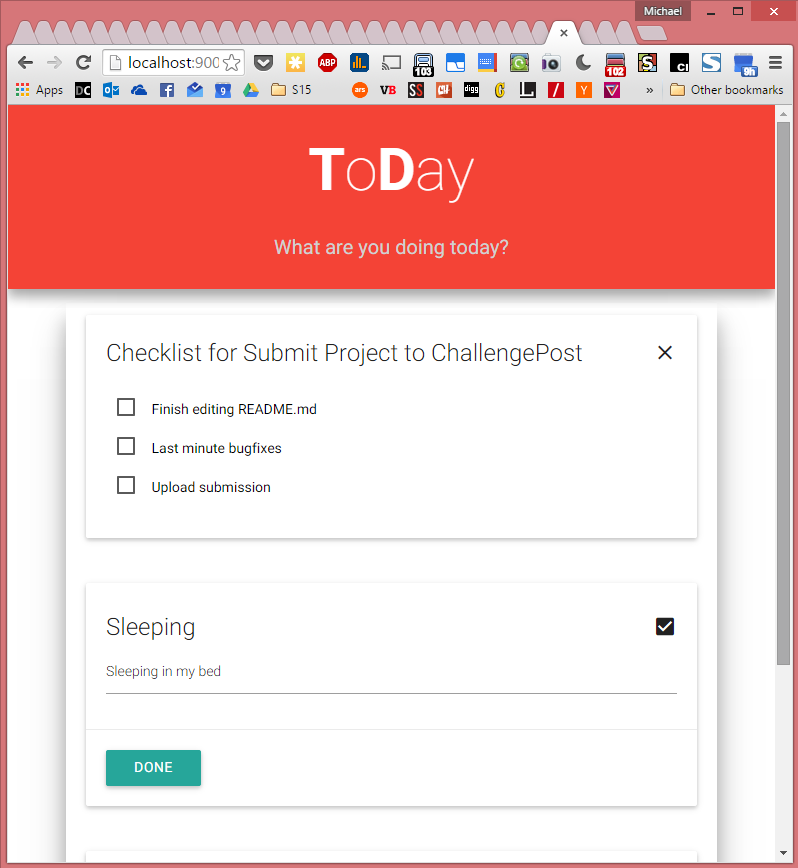 Michael
localhost:900
ABP
103
102
cl
9h
Apps
DC
9
S15
ars
VB
SS
digg
L
Y
»
Other bookmarks
ToDay
What are you doing today?
Checklist for Submit Project to ChallengePost
Finish editing README.md
Last minute bugfixes
Upload submission
Sleeping
Sleeping in my bed
DONE